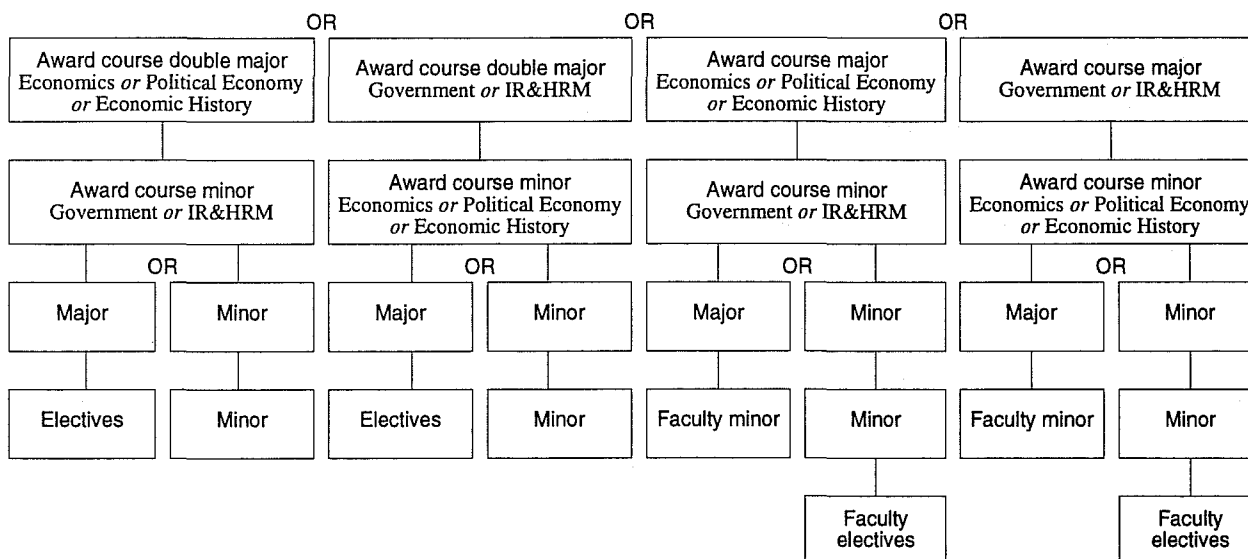 OR OR OR
Award course double major
Economics or Political Economy
or Economic History
Award course double major
Government or IR&HRM
Award course major
Economics or Political Economy
or Economic History
Award course major
Government or IR&HRM
Award course minor
Government or IR&HRM
Award course minor
Economics or Political Economy
or Economic History
Award course minor
Government or IR&HRM
Award course minor
Economics or Political Economy
or Economic History
OR OR OR OR
Major Minor Major Minor Major Minor Major Minor
Electives Minor Electives Minor Faculty minor Minor Faculty minor Minor
Faculty
electives
Faculty
electives